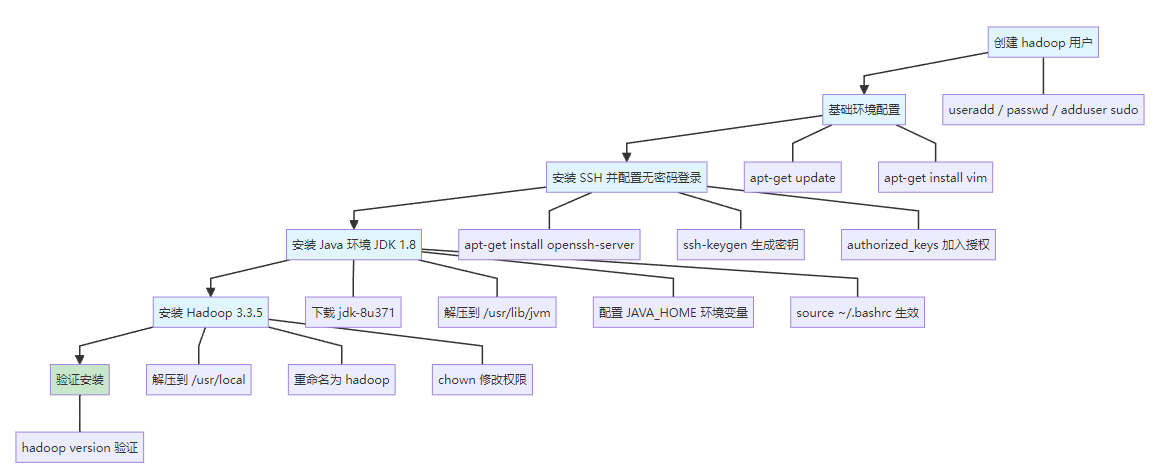 创建 hadoop 用户
基础环境配置
useradd / passwd / adduser sudo
安装 SSH 并配置无密码登录
apt-get update
apt-get install vim
安装 Java 环境 JDK 1.8
apt-get install openssh-server
ssh-keygen 生成密钥
authorized_keys 加入授权
安装 Hadoop 3.3.5
下载 jdk-8u371
解压到 /usr/lib/jvm
配置 JAVA_HOME 环境变量
source ~/.bashrc 生效
验证安装
解压到 /usr/local
重命名为 hadoop
chown 修改权限
hadoop version 验证